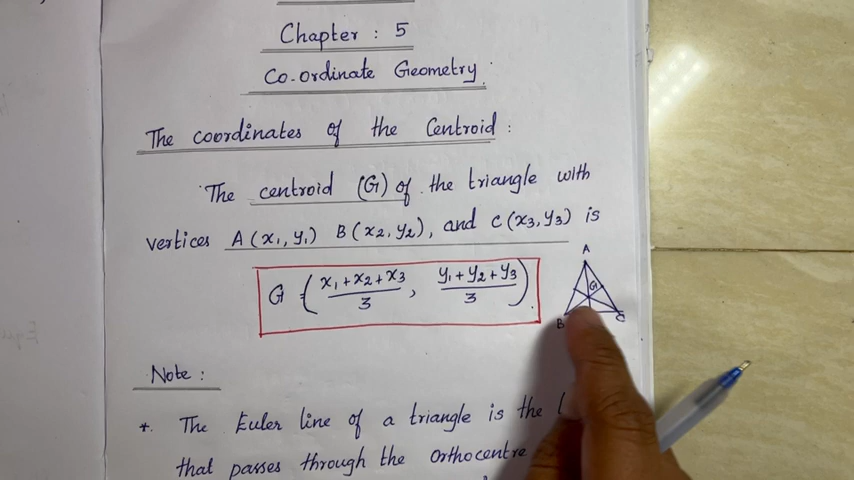 Chapter : 5
Co-ordinate Geometry
The coordinates of the Centroid :
The centroid (G) of the triangle with
vertices A(x₁, y₁) B(x₂, y₂), and C(x₃, y₃) is
G = (x₁+x₂+x₃/3, y₁+y₂+y₃/3).
A
G
B C
Note :
*. The Euler line of a triangle is the
that passes through the Orthocentre